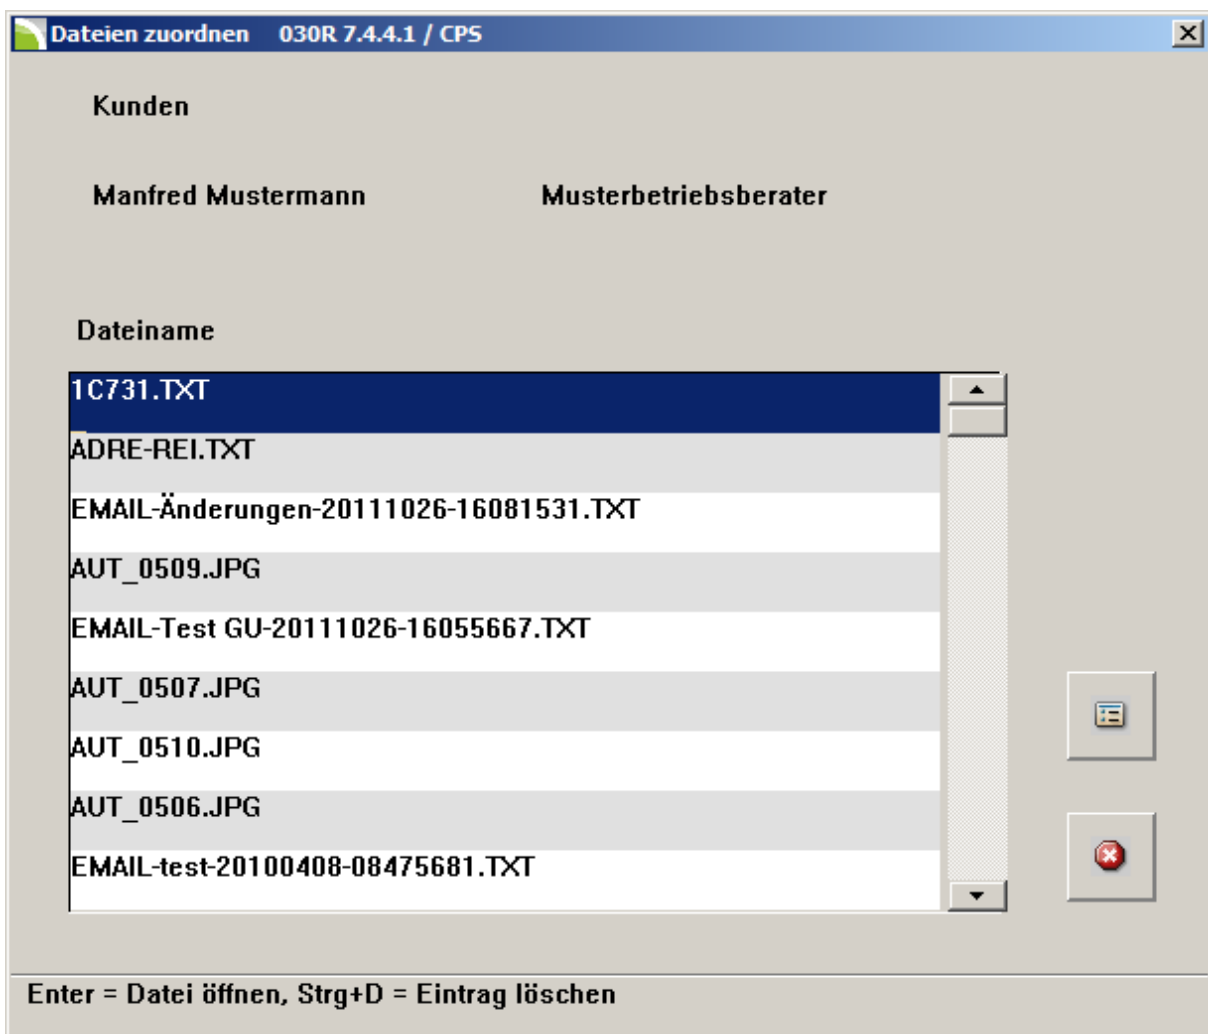 Dateien zuordnen 030R 7.4.4.1 / CPS
Kunden
Manfred Mustermann Musterbetriebsberater
Dateiname
1C731.TXT
ADRE-REI.TXT
EMAIL-Änderungen-20111026-16081531.TXT
AUT_0509.JPG
EMAIL-Test GU-20111026-16055667.TXT
AUT_0507.JPG
AUT_0510.JPG
AUT_0506.JPG
EMAIL-test-20100408-08475681.TXT
Enter = Datei öffnen, Strg+D = Eintrag löschen